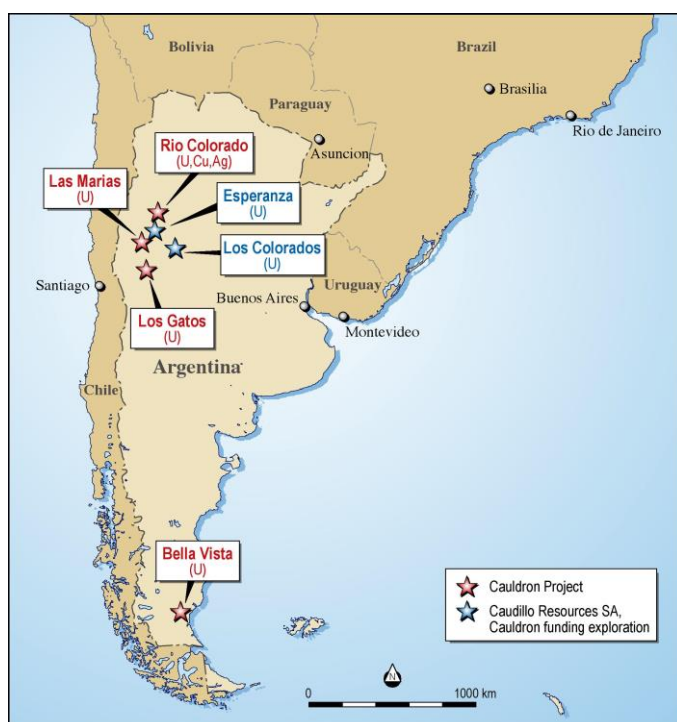 Bolivia
Brazil
Brasilia
Paraguay
Rio de Janeiro
Rio Colorado
(U,Cu,Ag)
Asuncion
Las Marias
(U)
Esperanza
(U)
Los Colorados
(U)
Santiago
Uruguay
Buenos Aires
Los Gatos
(U)
Montevideo
Argentina
Chile
Bella Vista
(U)
Cauldron Project
Caudillo Resources SA,
Cauldron funding exploration
N
0
1000 km